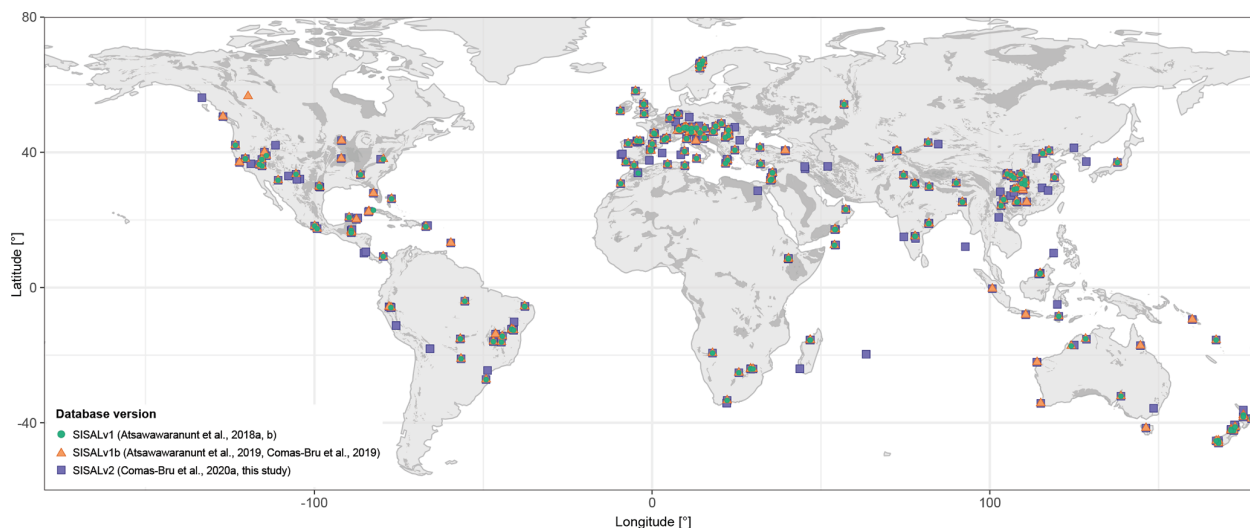 80
40
0
-40
Latitude [°]
Database version
SISALv1 (Atsawawaranunt et al., 2018a, b)
SISALv1b (Atsawawaranunt et al., 2019, Comas-Bru et al., 2019)
SISALv2 (Comas-Bru et al., 2020a, this study)
-100
0
100
Longitude [°]